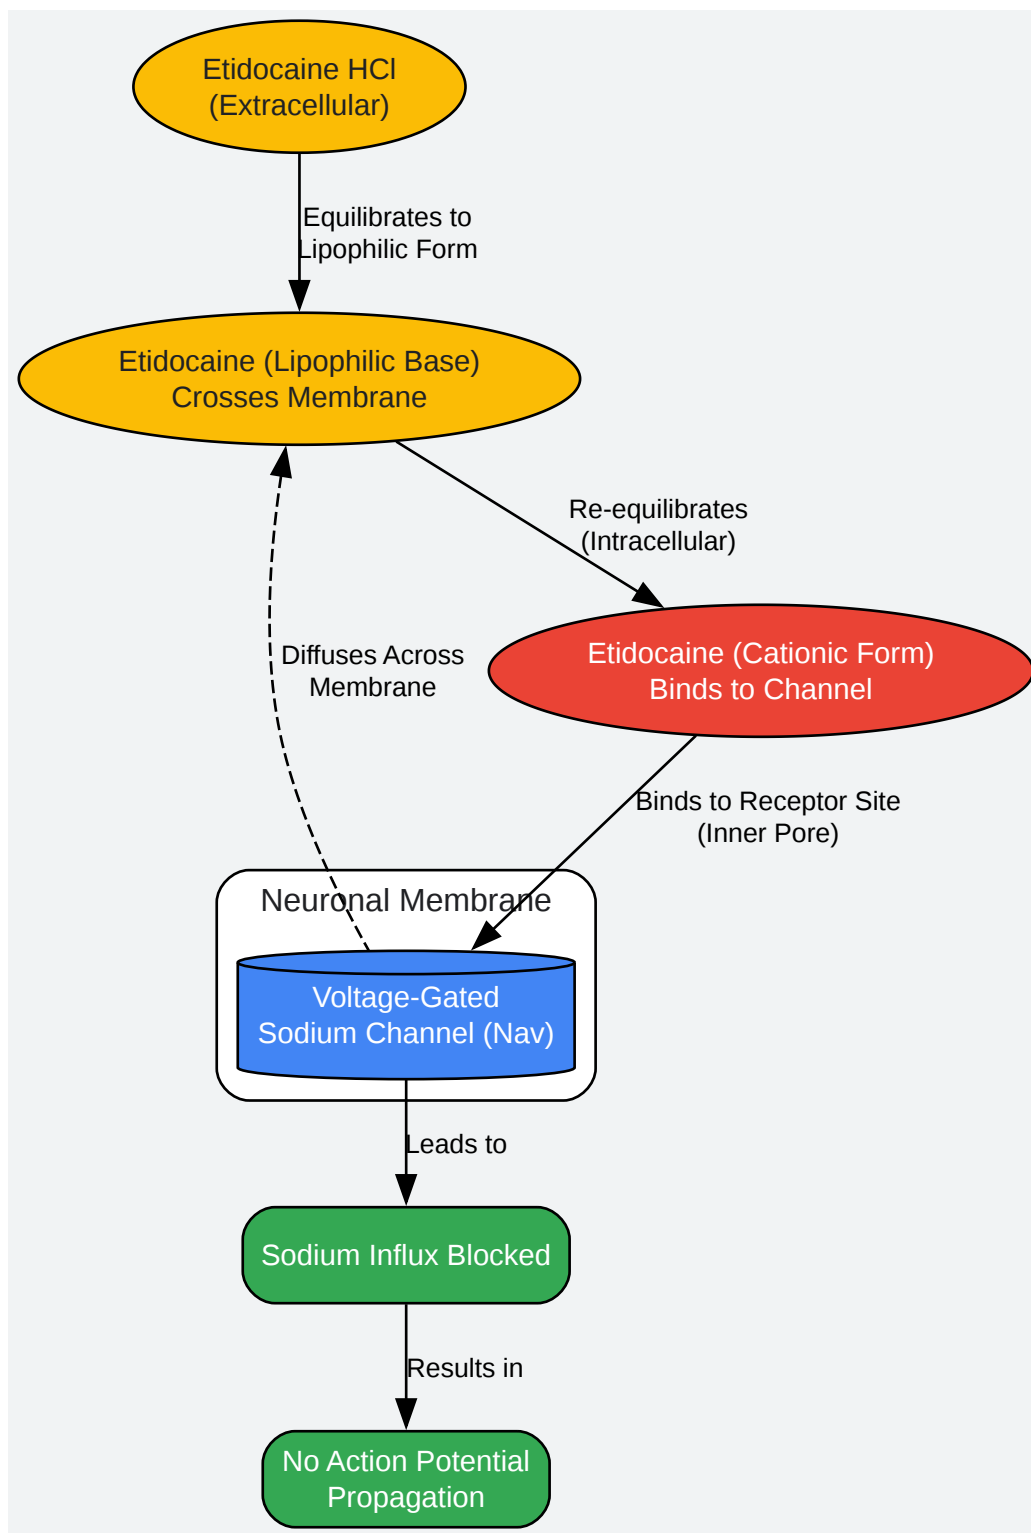 Etidocaine HCl
(Extracellular)
Equilibrates to
Lipophilic Form
Etidocaine (Lipophilic Base)
Crosses Membrane
Re-equilibrates
(Intracellular)
Diffuses Across
Membrane
Etidocaine (Cationic Form)
Binds to Channel
Binds to Receptor Site
(Inner Pore)
Neuronal Membrane
Voltage-Gated
Sodium Channel (Nav)
Leads to
Sodium Influx Blocked
Results in
No Action Potential
Propagation